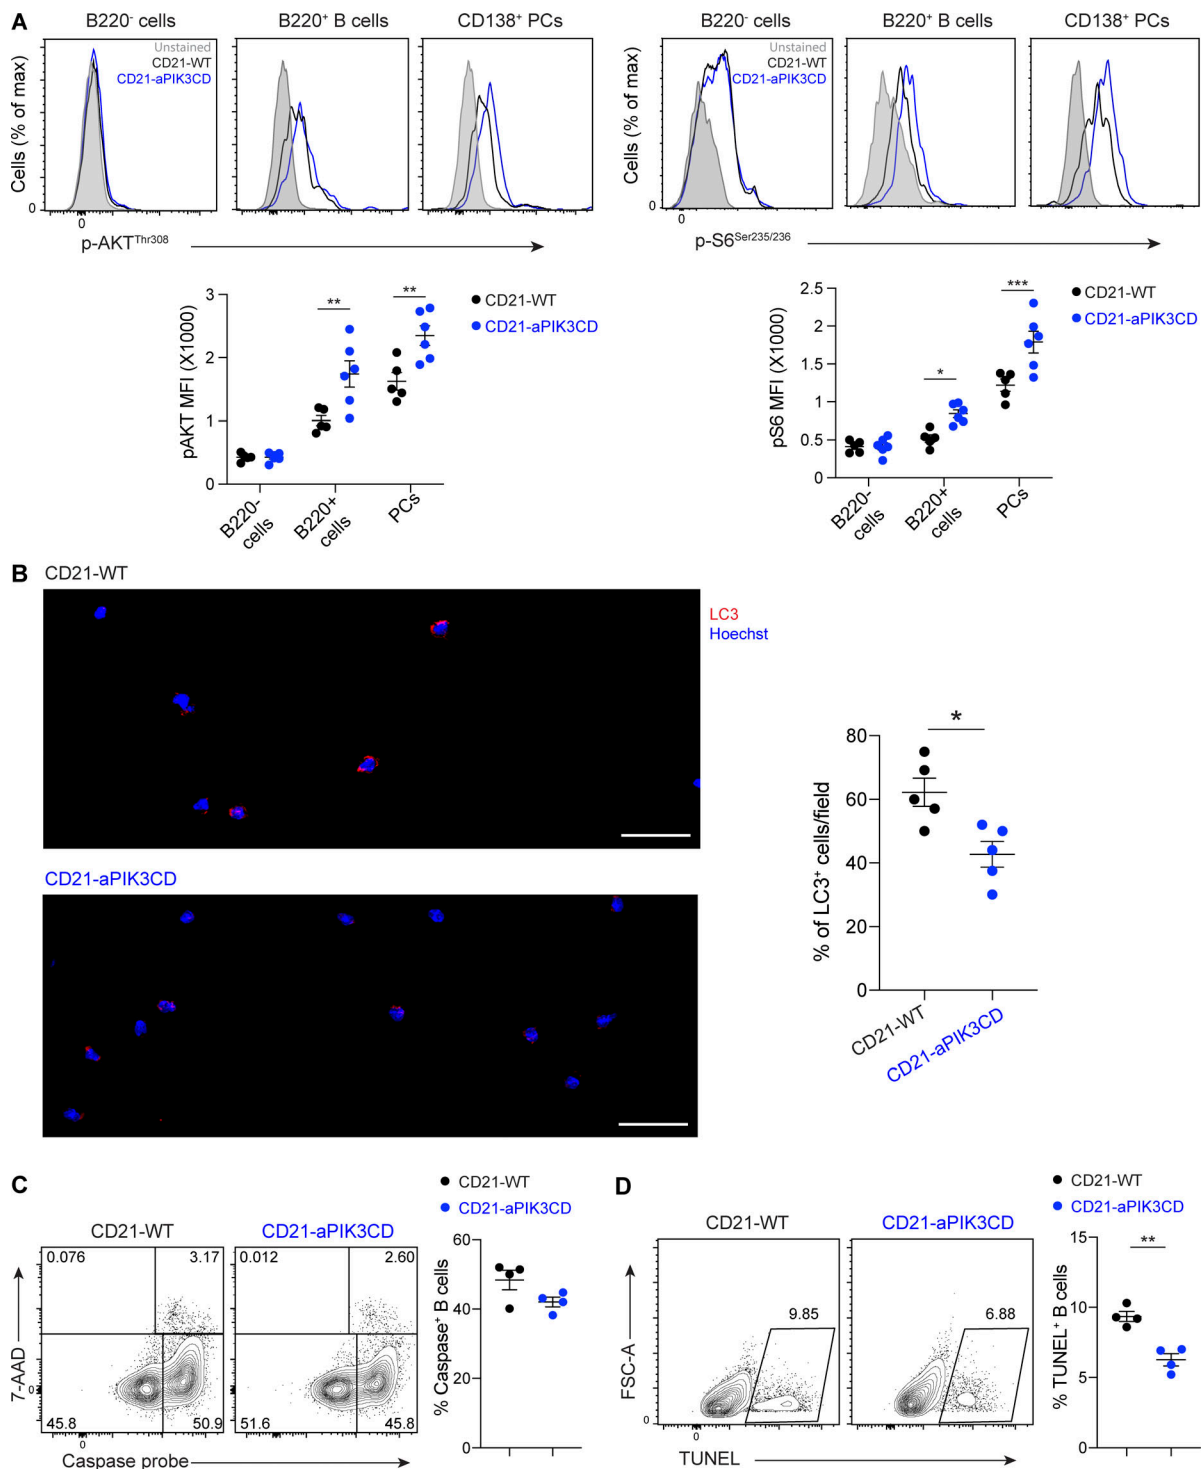 A
B220⁻ cells
B220⁺ B cells
CD138⁺ PCs
Cells (% of max)
Unstained
CD21-WT
CD21-aPIK3CD
0
0
p-AKTᵀʰʳ³⁰⁸
B220⁻ cells
B220⁺ B cells
CD138⁺ PCs
Cells (% of max)
Unstained
CD21-WT
CD21-aPIK3CD
0
0
p-S6ˢᵉʳ²³⁵/²³⁶
pAKT MFI (X1000)
3
2
1
0
**
**
CD21-WT
CD21-aPIK3CD
B220- cells
B220+ cells
PCs
pS6 MFI (X1000)
2.5
2
1.5
1
0.5
0
*
***
CD21-WT
CD21-aPIK3CD
B220- cells
B220+ cells
PCs
B
CD21-WT
LC3
Hoechst
CD21-aPIK3CD
% of LC3⁺ cells/field
80
60
40
20
0
*
CD21-WT
CD21-aPIK3CD
C
CD21-WT
CD21-aPIK3CD
7-AAD
0
0.076
3.17
45.8
50.9
0.012
2.60
51.6
45.8
0
Caspase probe
CD21-WT
CD21-aPIK3CD
% Caspase⁺ B cells
60
40
20
0
D
CD21-WT
CD21-aPIK3CD
FSC-A
0
9.85
6.88
0
TUNEL
CD21-WT
CD21-aPIK3CD
% TUNEL⁺ B cells
15
10
5
0
**